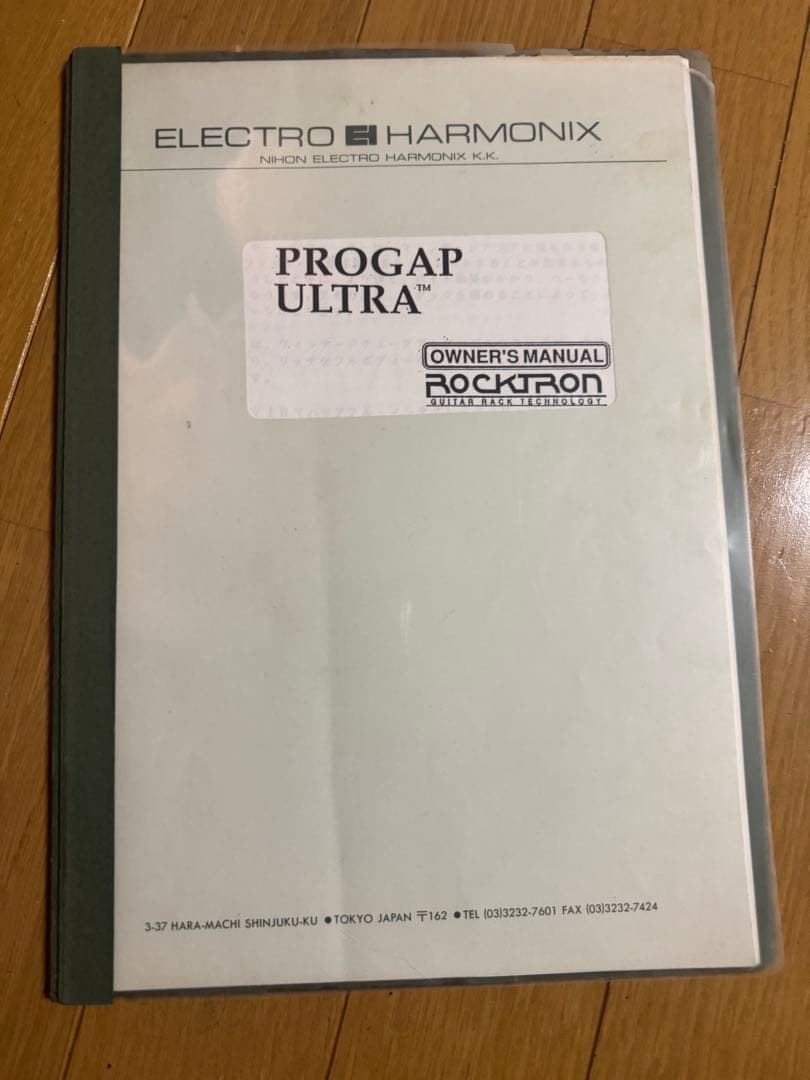 ELECTRO HARMONIX
NIHON ELECTRO HARMONIX K.K.
PROGAP
ULTRA™
OWNER'S MANUAL
ROCKTRON
GUITAR RACK TECHNOLOGY
3-37 HARA-MACHI SHINJUKU-KU ●TOKYO JAPAN 〒162 ●TEL (03)3232-7601 FAX (03)3232-7424